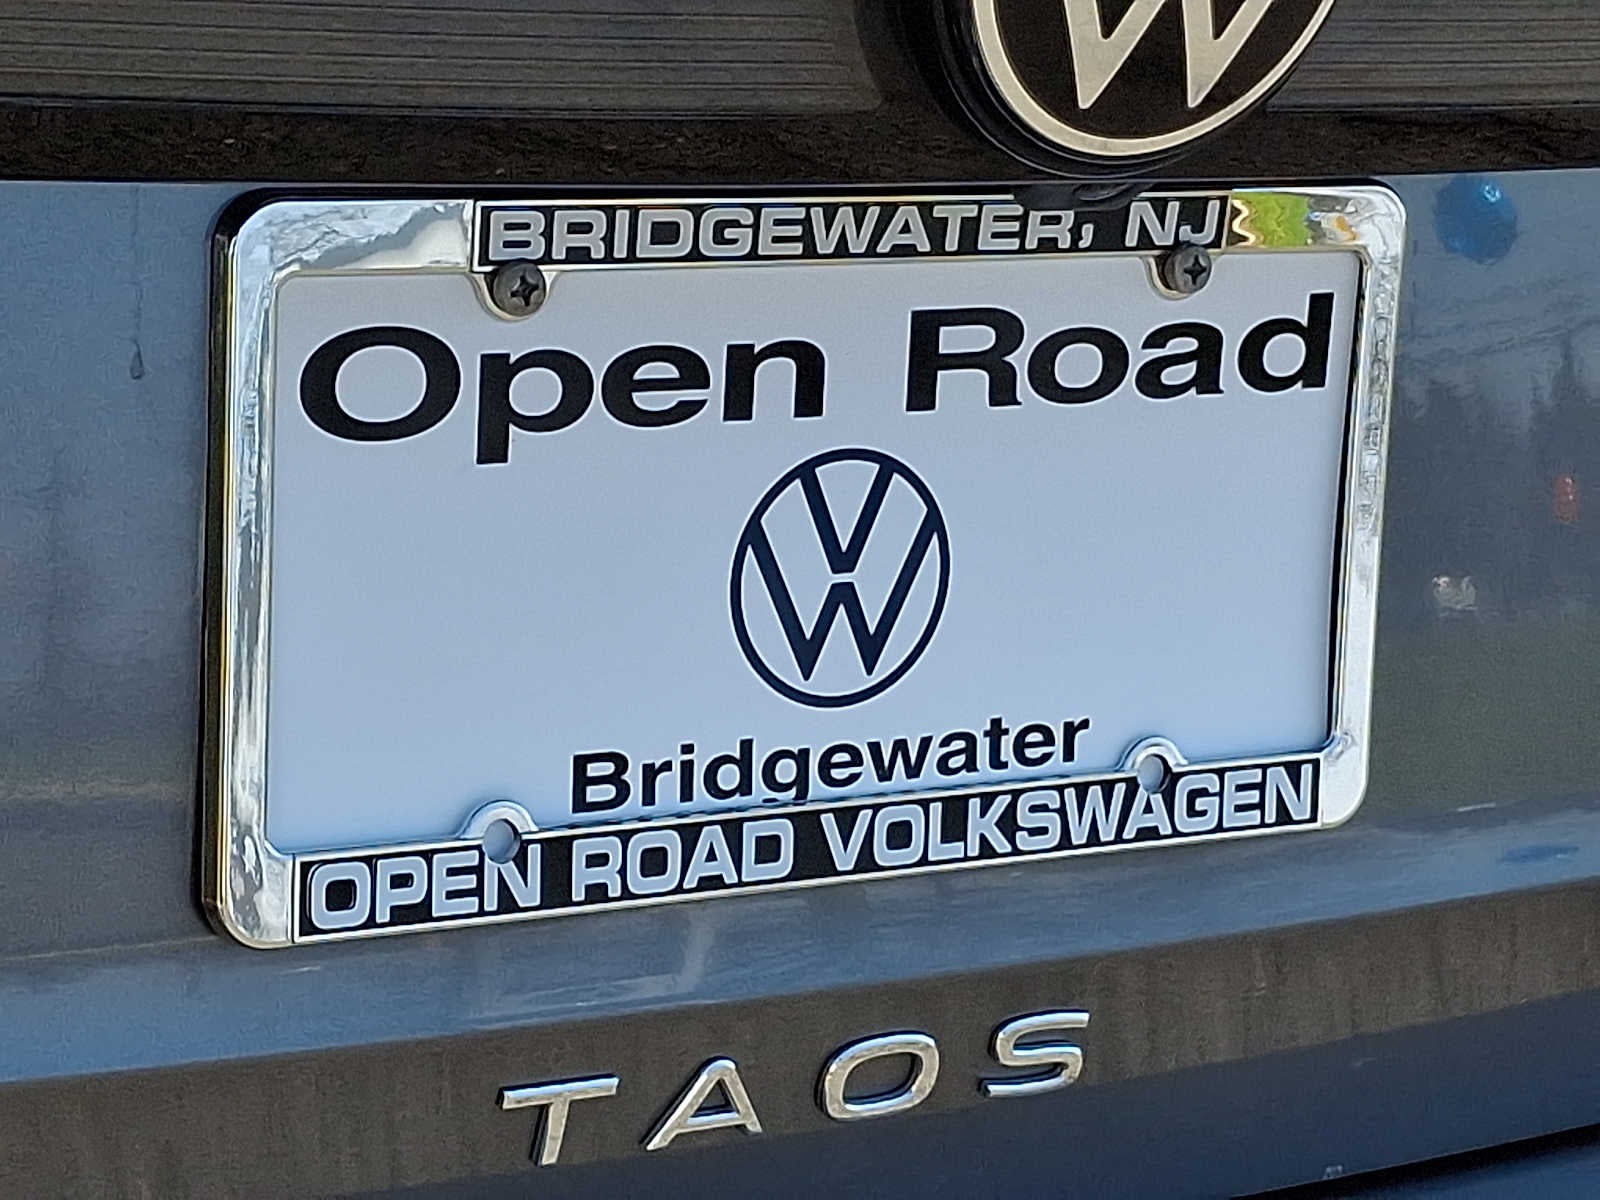 BRIDGEWATER, NJ
Open Road
Bridgewater
OPEN ROAD VOLKSWAGEN
TAOS